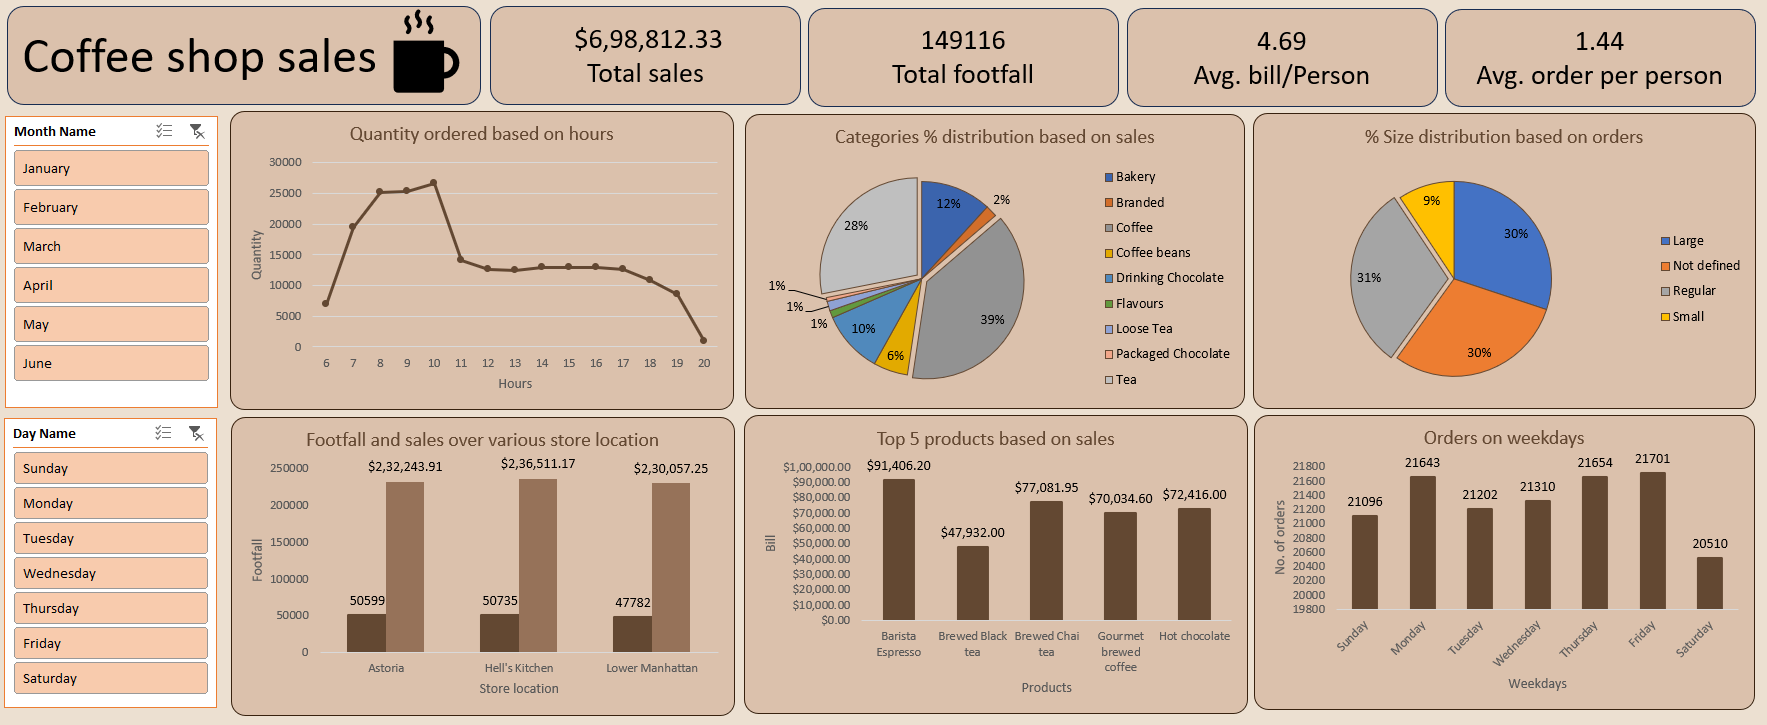 Coffee shop sales
$6,98,812.33
Total sales
149116
Total footfall
4.69
Avg. bill/Person
1.44
Avg. order per person
Month Name
January
February
March
April
May
June
Day Name
Sunday
Monday
Tuesday
Wednesday
Thursday
Friday
Saturday
Quantity ordered based on hours
Quantity
30000
25000
20000
15000
10000
5000
0
6 7 8 9 10 11 12 13 14 15 16 17 18 19 20
Hours
Categories % distribution based on sales
12%
2%
39%
6%
10%
1%
1%
1%
28%
Bakery
Branded
Coffee
Coffee beans
Drinking Chocolate
Flavours
Loose Tea
Packaged Chocolate
Tea
% Size distribution based on orders
30%
30%
31%
9%
Large
Not defined
Regular
Small
Footfall and sales over various store location
Footfall
250000
200000
150000
100000
50000
0
$2,32,243.91 $2,36,511.17 $2,30,057.25
50599 50735 47782
Astoria Hell's Kitchen Lower Manhattan
Store location
Top 5 products based on sales
Bill
$1,00,000.00
$90,000.00
$80,000.00
$70,000.00
$60,000.00
$50,000.00
$40,000.00
$30,000.00
$20,000.00
$10,000.00
$0.00
$91,406.20
$47,932.00
$77,081.95
$70,034.60
$72,416.00
Barista
Espresso
Brewed Black
tea
Brewed Chai
tea
Gourmet
brewed
coffee
Hot chocolate
Products
Orders on weekdays
No. of orders
21800
21600
21400
21200
21000
20800
20600
20400
20200
20000
19800
21096
21643
21202
21310
21654
21701
20510
Sunday
Monday
Tuesday
Wednesday
Thursday
Friday
Saturday
Weekdays